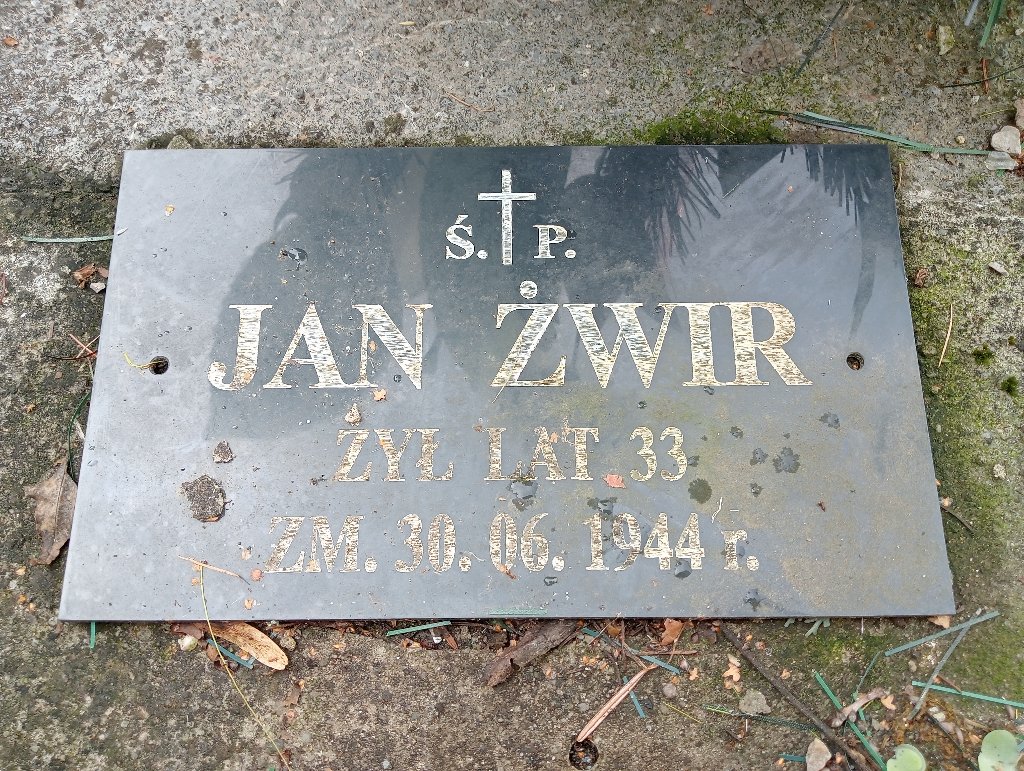 Ś. P.
JAN ŻWIR
ŻYŁ LAT 33
ZM. 30.06.1944 r.